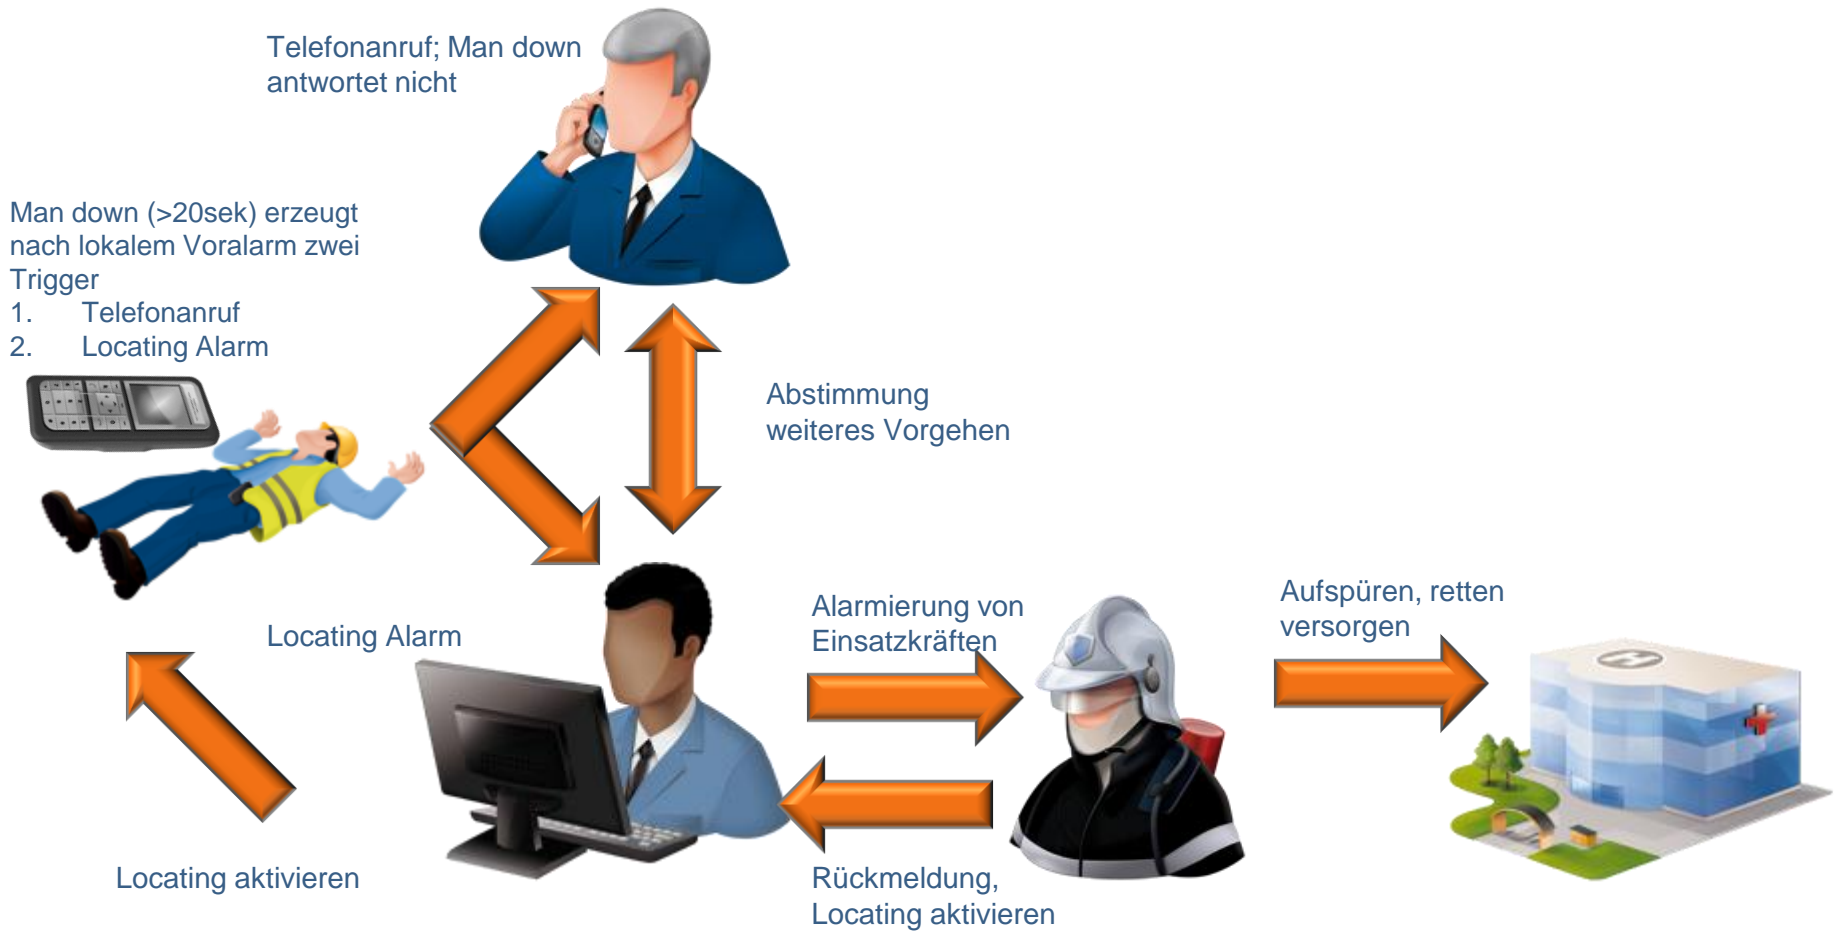 Telefonanruf; Man down
antwortet nicht
Man down (>20sek) erzeugt
nach lokalem Voralarm zwei
Trigger
1. Telefonanruf
2. Locating Alarm
Abstimmung
weiteres Vorgehen
Locating Alarm
Alarmierung von
Einsatzkräften
Aufspüren, retten
versorgen
Locating aktivieren
Rückmeldung,
Locating aktivieren
H